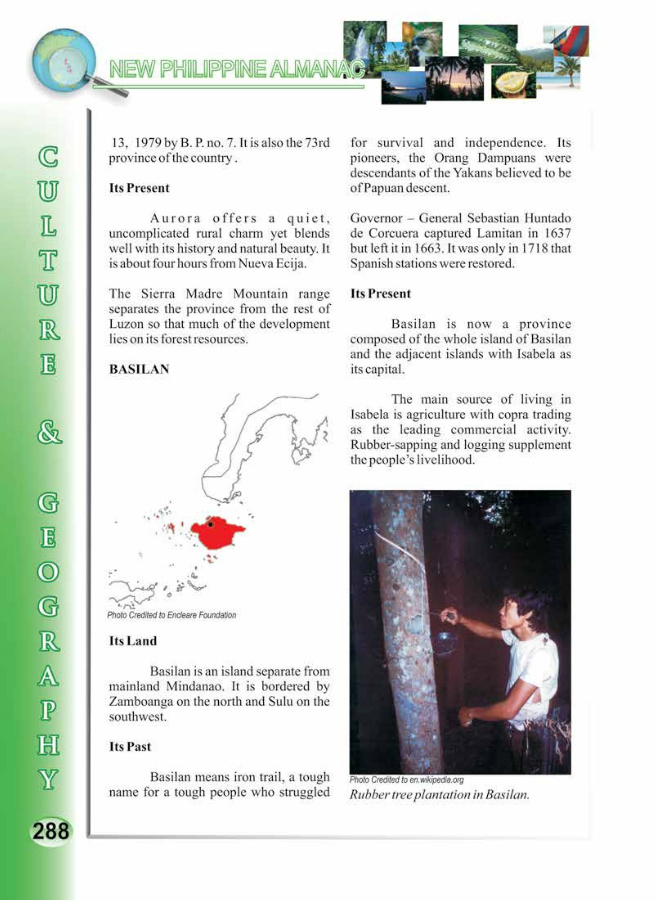 NEW PHILIPPINE ALMANAC
CULTURE & GEOGRAPHY
13, 1979 by B. P. no. 7. It is also the 73rd
province of the country .
Its Present
Aurora offers a quiet,
uncomplicated rural charm yet blends
well with its history and natural beauty. It
is about four hours from Nueva Ecija.
The Sierra Madre Mountain range
separates the province from the rest of
Luzon so that much of the development
lies on its forest resources.
BASILAN
Photo Credited to Encleare Foundation
Its Land
Basilan is an island separate from
mainland Mindanao. It is bordered by
Zamboanga on the north and Sulu on the
southwest.
Its Past
Basilan means iron trail, a tough
name for a tough people who struggled
for survival and independence. Its
pioneers, the Orang Dampuans were
descendants of the Yakans believed to be
of Papuan descent.
Governor – General Sebastian Huntado
de Corcuera captured Lamitan in 1637
but left it in 1663. It was only in 1718 that
Spanish stations were restored.
Its Present
Basilan is now a province
composed of the whole island of Basilan
and the adjacent islands with Isabela as
its capital.
The main source of living in
Isabela is agriculture with copra trading
as the leading commercial activity.
Rubber-sapping and logging supplement
the people’s livelihood.
Photo Credited to en.wikipedia.org
Rubber tree plantation in Basilan.
288